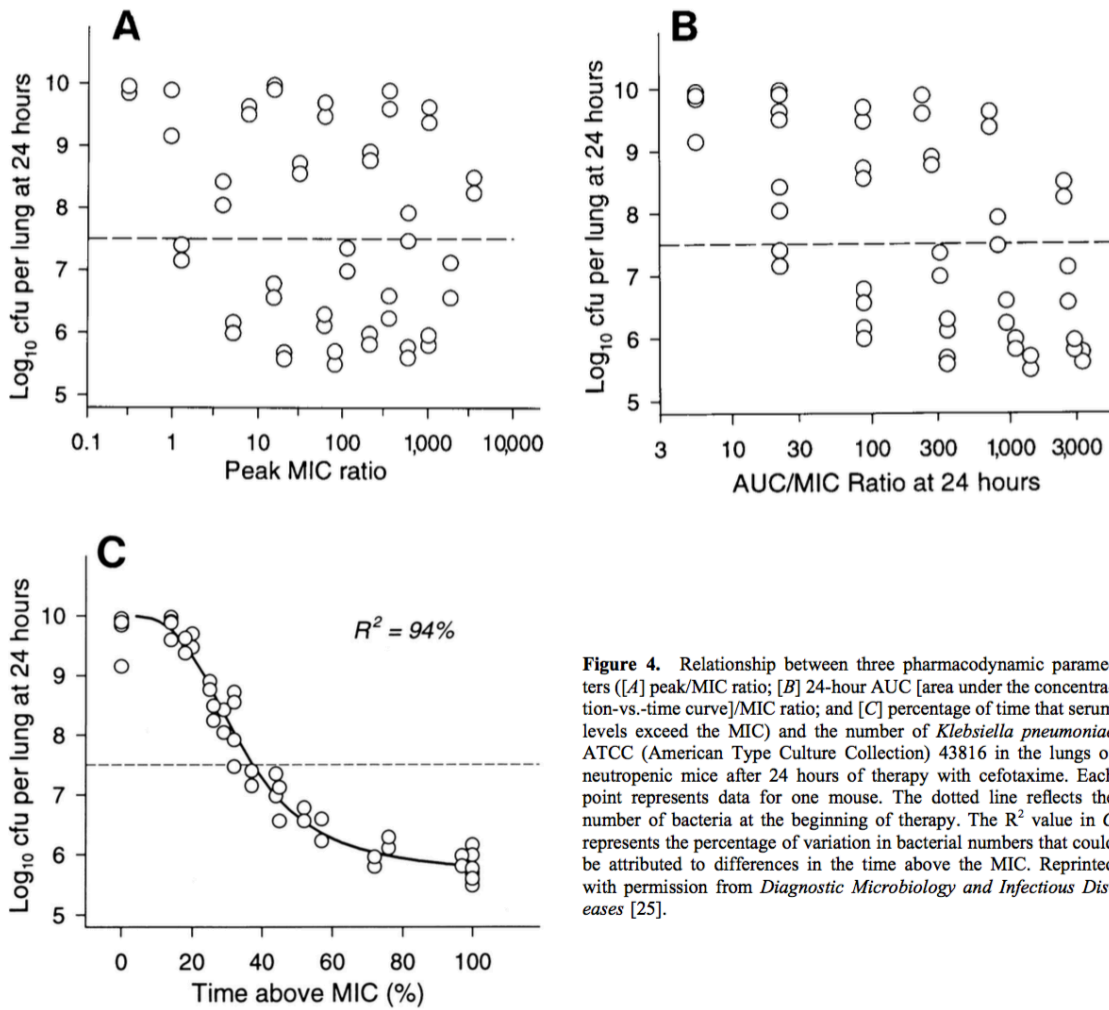 A
Log10 cfu per lung at 24 hours
10
9
8
7
6
5
0.1 1 10 100 1,000 10,000
Peak MIC ratio
B
Log10 cfu per lung at 24 hours
10
9
8
7
6
5
3 10 30 100 300 1,000 3,000
AUC/MIC Ratio at 24 hours
C
Log10 cfu per lung at 24 hours
10
9
8
7
6
5
R² = 94%
0 20 40 60 80 100
Time above MIC (%)
Figure 4. Relationship between three pharmacodynamic parame-
ters ([A] peak/MIC ratio; [B] 24-hour AUC [area under the concentra-
tion-vs.-time curve]/MIC ratio; and [C] percentage of time that serum
levels exceed the MIC) and the number of Klebsiella pneumoniae
ATCC (American Type Culture Collection) 43816 in the lungs o
neutropenic mice after 24 hours of therapy with cefotaxime. Each
point represents data for one mouse. The dotted line reflects the
number of bacteria at the beginning of therapy. The R² value in C
represents the percentage of variation in bacterial numbers that could
be attributed to differences in the time above the MIC. Reprinted
with permission from Diagnostic Microbiology and Infectious Dis-
eases [25].